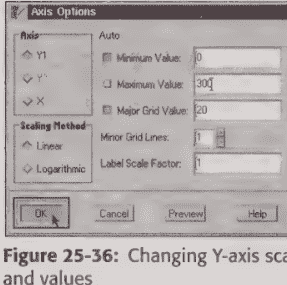 Axis Options
Axis
Y1
Y
X
Scaling Method
Linear
Logarithmic
Auto
Minimum Value: 0
Maximum Value: 300
Major Grid Value: 20
Minor Grid Lines: 1
Label Scale Factor: 1
OK
Cancel
Preview
Help
Figure 25-36: Changing Y-axis sca
and values